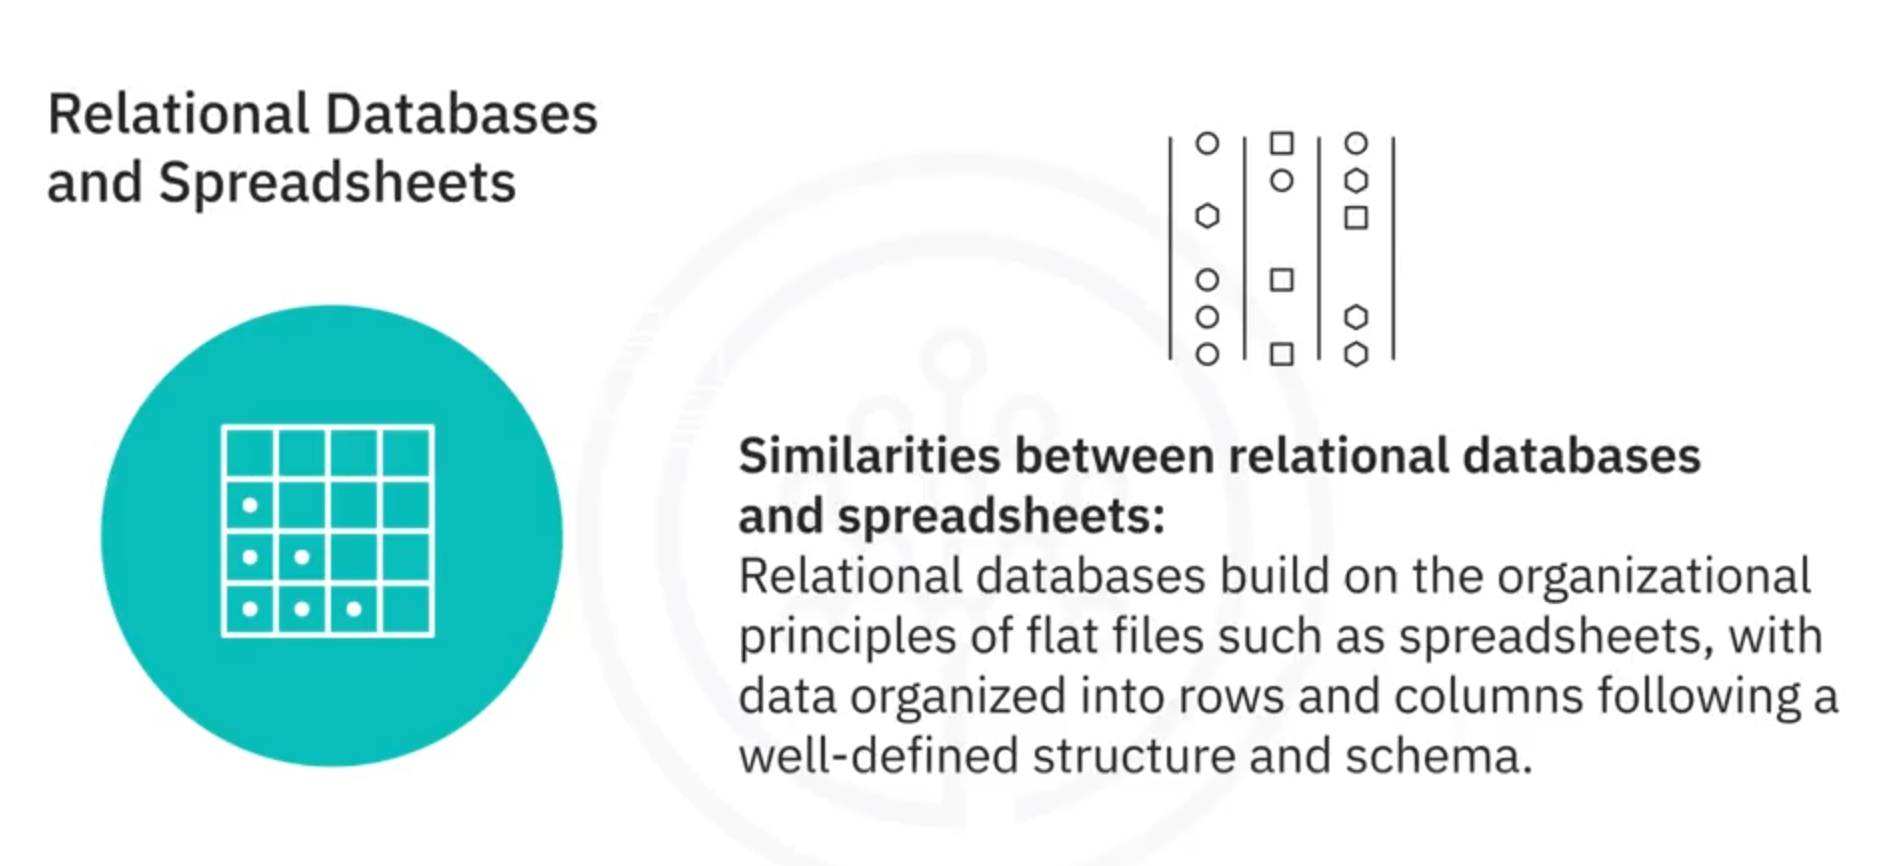 Relational Databases
and Spreadsheets
Similarities between relational databases
and spreadsheets:
Relational databases build on the organizational
principles of flat files such as spreadsheets, with
data organized into rows and columns following a
well-defined structure and schema.